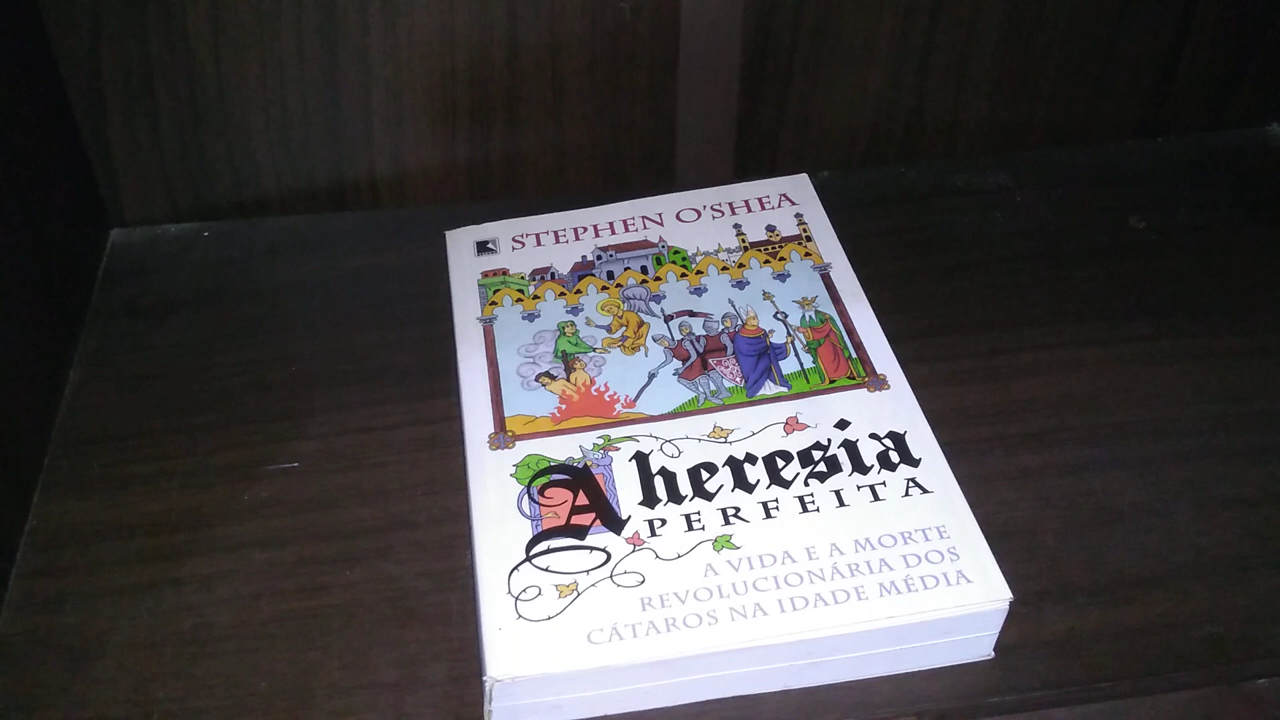 STEPHEN O'SHEA
A heresia
PERFEITA
A VIDA E A MORTE
REVOLUCIONÁRIA DOS
CÁTAROS NA IDADE MÉDIA